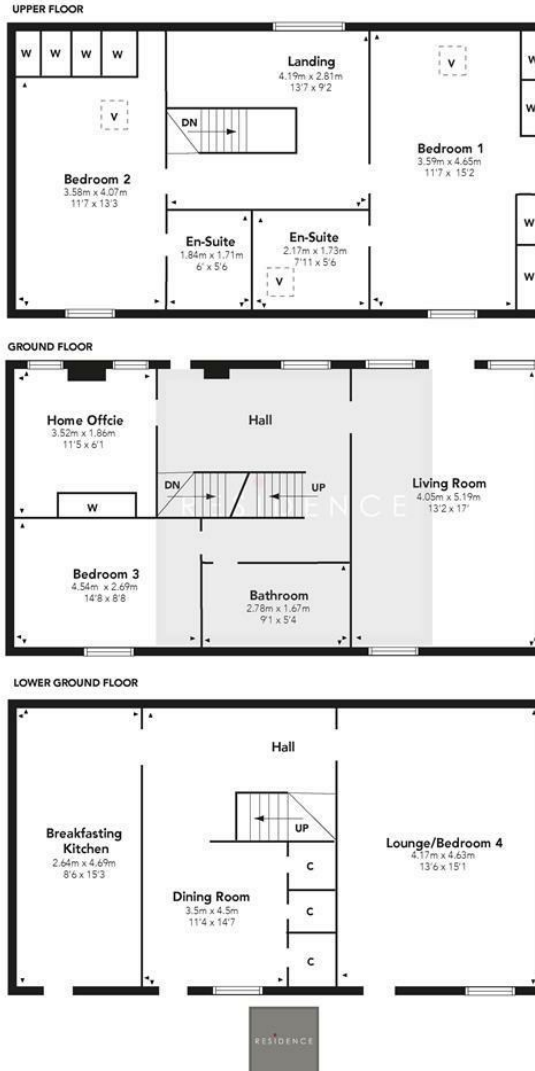 UPPER FLOOR
W W W W
Landing
4.19m x 2.81m
13'7 x 9'2
V
W
W
DN
V
Bedroom 1
3.59m x 4.65m
11'7 x 15'2
Bedroom 2
3.58m x 4.07m
11'7 x 13'3
W
W
En-Suite
1.84m x 1.71m
6' x 5'6
En-Suite
2.17m x 1.73m
7'11 x 5'6
V
GROUND FLOOR
Home Offcie
3.52m x 1.86m
11'5 x 6'1
Hall
W
DN
UP
RESIDENCE
Living Room
4.05m x 5.19m
13'2 x 17'
Bedroom 3
4.54m x 2.69m
14'8 x 8'8
Bathroom
2.78m x 1.67m
9'1 x 5'4
LOWER GROUND FLOOR
Hall
UP
Breakfasting
Kitchen
2.64m x 4.69m
8'6 x 15'3
Lounge/Bedroom 4
4.17m x 4.63m
13'6 x 15'1
C
Dining Room
3.5m x 4.5m
11'4 x 14'7
C
C
RESIDENCE